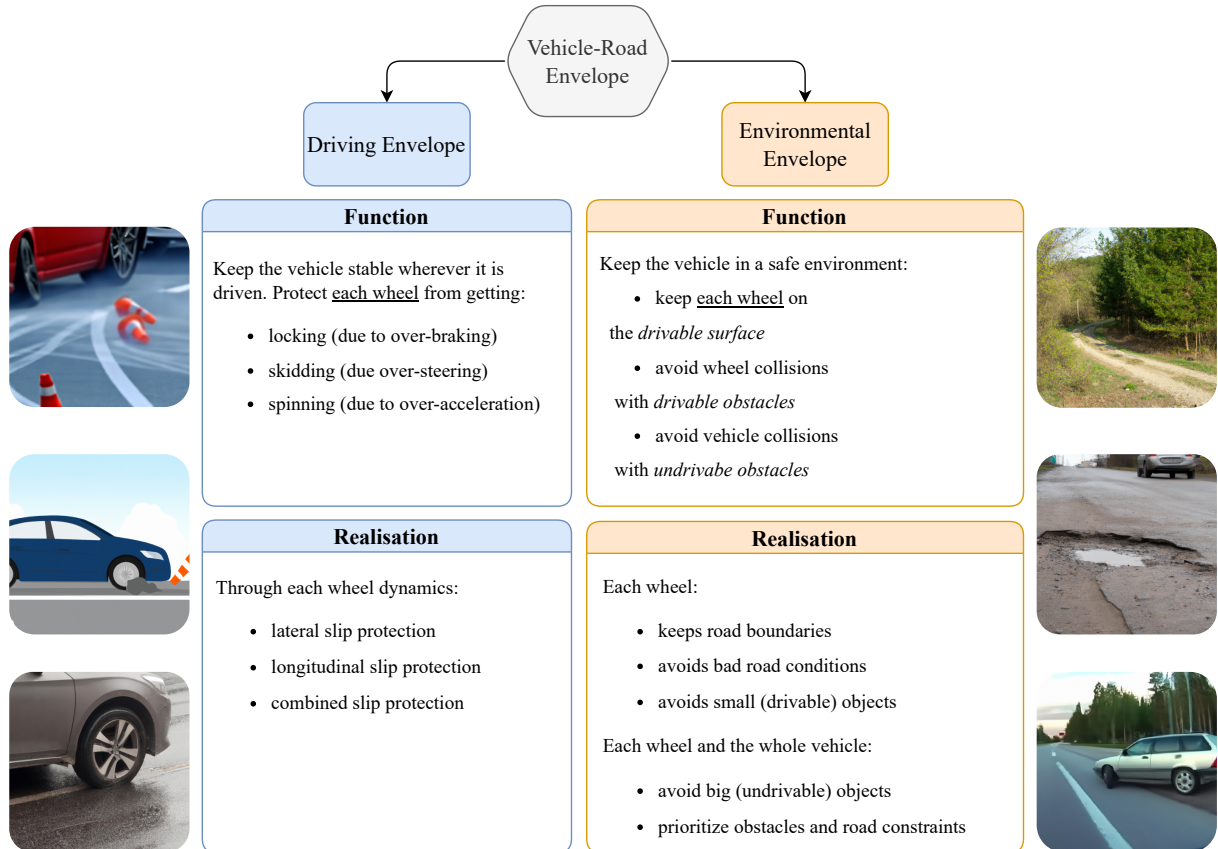 Vehicle-Road
Envelope
Driving Envelope
Environmental
Envelope
Function
Keep the vehicle stable wherever it is
driven. Protect each wheel from getting:
• locking (due to over-braking)
• skidding (due over-steering)
• spinning (due to over-acceleration)
Realisation
Through each wheel dynamics:
• lateral slip protection
• longitudinal slip protection
• combined slip protection
Function
Keep the vehicle in a safe environment:
• keep each wheel on
the drivable surface
• avoid wheel collisions
with drivable obstacles
• avoid vehicle collisions
with undrivabe obstacles
Realisation
Each wheel:
• keeps road boundaries
• avoids bad road conditions
• avoids small (drivable) objects
Each wheel and the whole vehicle:
• avoid big (undrivable) objects
• prioritize obstacles and road constraints